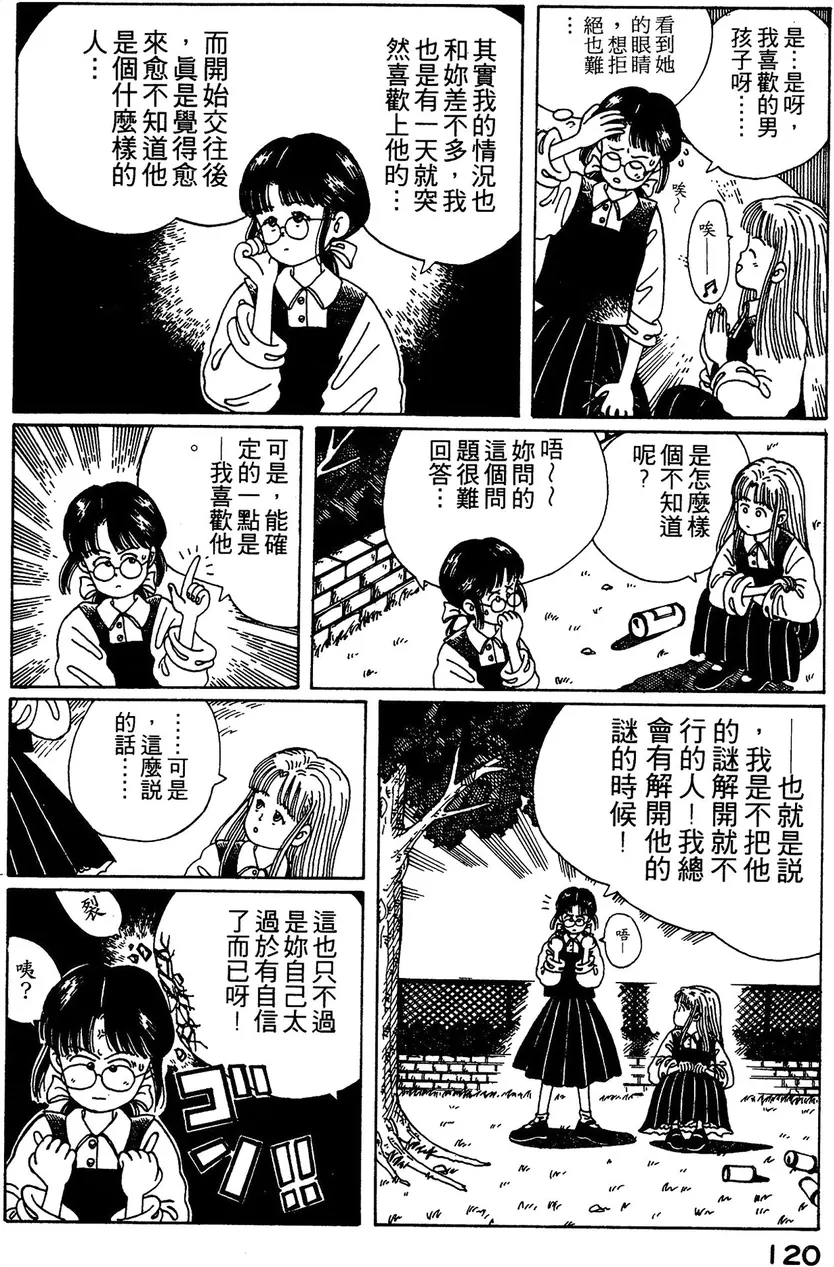 是…是呀，
我喜歡的男
孩子呀……
看到她
的眼睛
，想拒
絕也難
…
唉～
唉──♪
其實我的情況也
和妳差不多，我
也是有一天就突
然喜歡上他的…
而開始交往後
，眞是覺得愈
來愈不知道他
是個什麼樣的
人…
是怎麼樣
個不知道
呢？
唔～～
妳問的
這個問
題很難
回答…
可是，能確
定的一點是
─我喜歡他
。
──也就是說
，我是不把他
的謎解開就不
行的人！我總
會有解開他的
謎的時候！
唔─
……可是
，這麼說
的話……
這也只不過
是妳自己太
過於有自信
了而已呀！
裂
咦？
ゴン!!
120